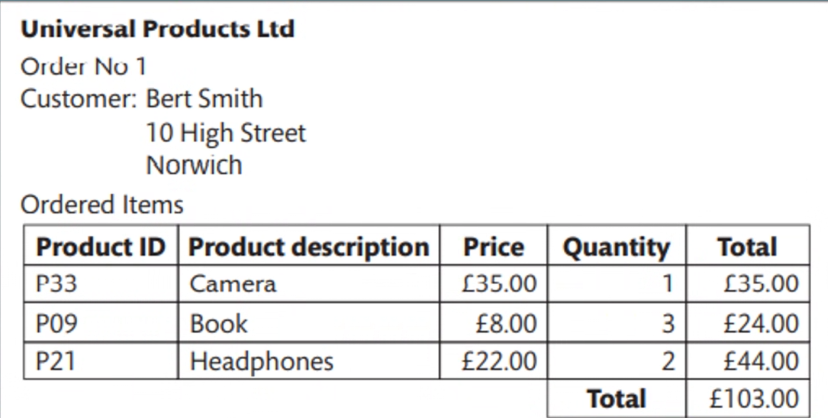 Universal Products Ltd
Order No 1
Customer: Bert Smith
10 High Street
Norwich
Ordered Items
Product ID Product description Price Quantity Total
P33 Camera £35.00 1 £35.00
P09 Book £8.00 3 £24.00
P21 Headphones £22.00 2 £44.00
Total £103.00